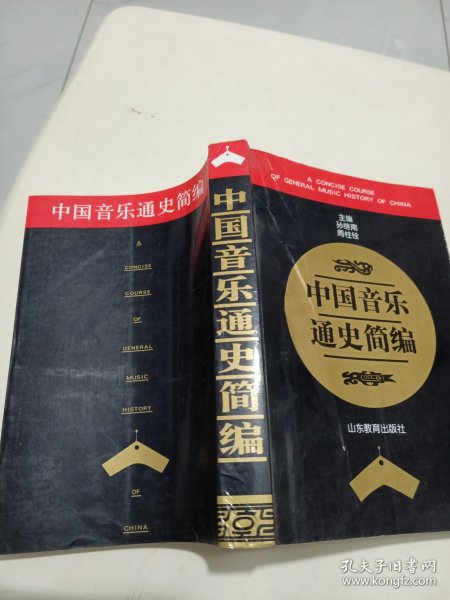 中国音乐通史简编
A
CONCISE
COURSE
OF
GENERAL
MUSIC
HISTORY
OF
CHINA
中国音乐通史简编
A CONCISE COURSE
OF GENERAL MUSIC HISTORY OF CHINA
主编
孙继南
周柱铨
中国音乐
通史简编
山东教育出版社
孔夫子旧书网
www.kongfz.com